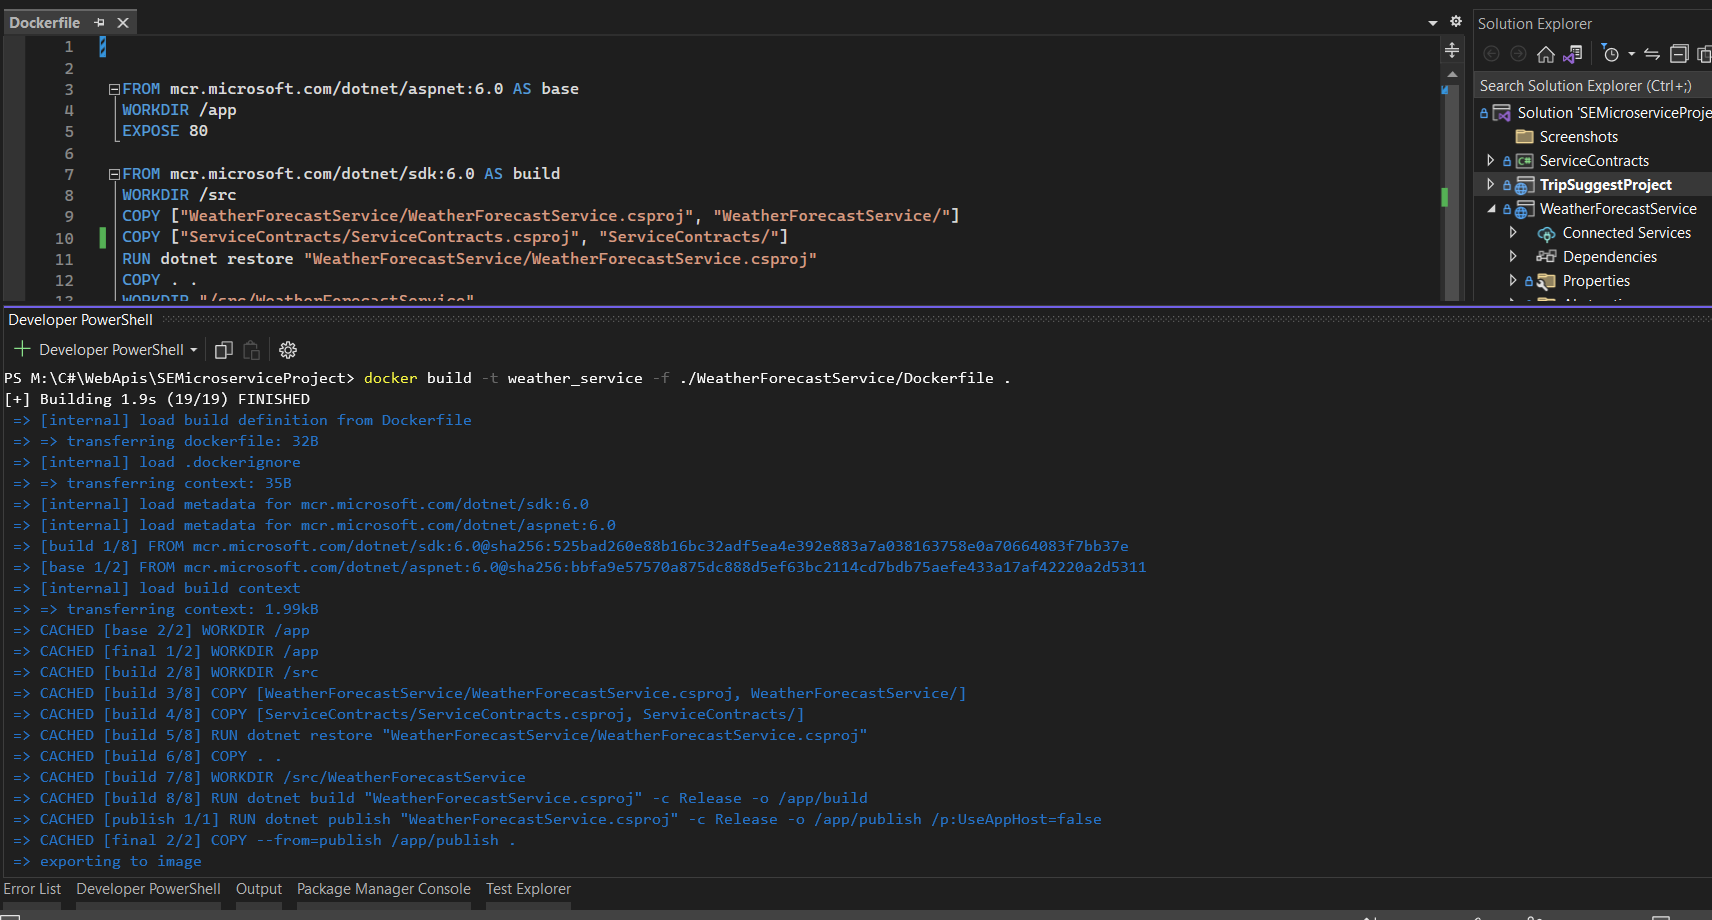 Dockerfile
1
2
3 FROM mcr.microsoft.com/dotnet/aspnet:6.0 AS base
4 WORKDIR /app
5 EXPOSE 80
6
7 FROM mcr.microsoft.com/dotnet/sdk:6.0 AS build
8 WORKDIR /src
9 COPY ["WeatherForecastService/WeatherForecastService.csproj", "WeatherForecastService/"]
10 COPY ["ServiceContracts/ServiceContracts.csproj", "ServiceContracts/"]
11 RUN dotnet restore "WeatherForecastService/WeatherForecastService.csproj"
12 COPY . .
13 WORKDIR "/src/WeatherForecastService"
Solution Explorer
Search Solution Explorer (Ctrl+;)
Solution 'SEMicroserviceProje
Screenshots
C# ServiceContracts
TripSuggestProject
WeatherForecastService
Connected Services
Dependencies
Properties
Developer PowerShell
+ Developer PowerShell
PS M:\C#\WebApis\SEMicroserviceProject> docker build -t weather_service -f ./WeatherForecastService/Dockerfile .
[+] Building 1.9s (19/19) FINISHED
=> [internal] load build definition from Dockerfile
=> => transferring dockerfile: 32B
=> [internal] load .dockerignore
=> => transferring context: 35B
=> [internal] load metadata for mcr.microsoft.com/dotnet/sdk:6.0
=> [internal] load metadata for mcr.microsoft.com/dotnet/aspnet:6.0
=> [build 1/8] FROM mcr.microsoft.com/dotnet/sdk:6.0@sha256:525bad260e88b16bc32adf5ea4e392e883a7a038163758e0a70664083f7bb37e
=> [base 1/2] FROM mcr.microsoft.com/dotnet/aspnet:6.0@sha256:bbfa9e57570a875dc888d5ef63bc2114cd7bdb75aefe433a17af42220a2d5311
=> [internal] load build context
=> => transferring context: 1.99kB
=> CACHED [base 2/2] WORKDIR /app
=> CACHED [final 1/2] WORKDIR /app
=> CACHED [build 2/8] WORKDIR /src
=> CACHED [build 3/8] COPY [WeatherForecastService/WeatherForecastService.csproj, WeatherForecastService/]
=> CACHED [build 4/8] COPY [ServiceContracts/ServiceContracts.csproj, ServiceContracts/]
=> CACHED [build 5/8] RUN dotnet restore "WeatherForecastService/WeatherForecastService.csproj"
=> CACHED [build 6/8] COPY . .
=> CACHED [build 7/8] WORKDIR /src/WeatherForecastService
=> CACHED [build 8/8] RUN dotnet build "WeatherForecastService.csproj" -c Release -o /app/build
=> CACHED [publish 1/1] RUN dotnet publish "WeatherForecastService.csproj" -c Release -o /app/publish /p:UseAppHost=false
=> CACHED [final 2/2] COPY --from=publish /app/publish .
=> exporting to image
Error List Developer PowerShell Output Package Manager Console Test Explorer